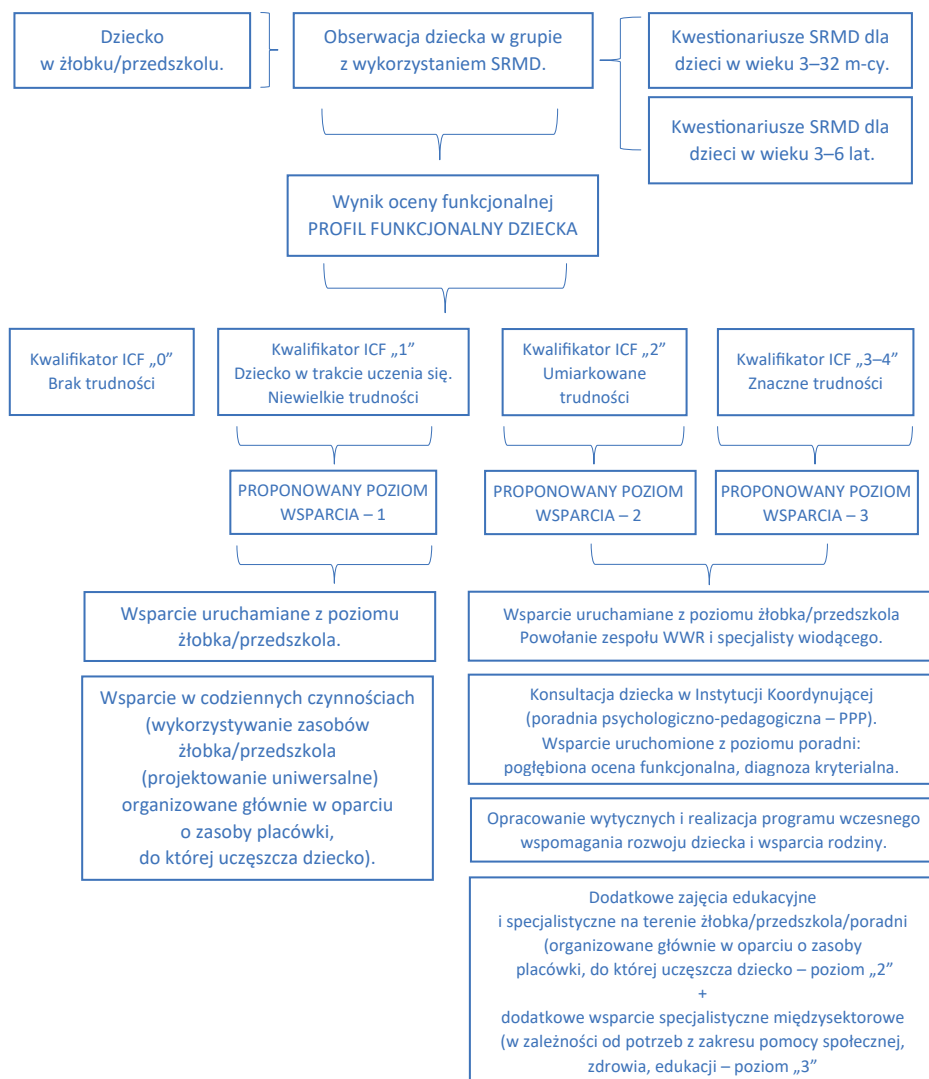 Dziecko
w żłobku/przedszkolu.
Obserwacja dziecka w grupie
z wykorzystaniem SRMD.
Kwestionariusze SRMD dla
dzieci w wieku 3–32 m-cy.
Kwestionariusze SRMD dla
dzieci w wieku 3–6 lat.
Wynik oceny funkcjonalnej
PROFIL FUNKCJONALNY DZIECKA
Kwalifikator ICF „0”
Brak trudności
Kwalifikator ICF „1”
Dziecko w trakcie uczenia się.
Niewielkie trudności
Kwalifikator ICF „2”
Umiarkowane
trudności
Kwalifikator ICF „3–4”
Znaczne trudności
PROPONOWANY POZIOM
WSPARCIA – 1
PROPONOWANY POZIOM
WSPARCIA – 2
PROPONOWANY POZIOM
WSPARCIA – 3
Wsparcie uruchamiane z poziomu
żłobka/przedszkola.
Wsparcie w codziennych czynnościach
(wykorzystywanie zasobów
żłobka/przedszkola
(projektowanie uniwersalne)
organizowane głównie w oparciu
o zasoby placówki,
do której uczęszcza dziecko).
Wsparcie uruchamiane z poziomu żłobka/przedszkola
Powołanie zespołu WWR i specjalisty wiodącego.
Konsultacja dziecka w Instytucji Koordynującej
(poradnia psychologiczno-pedagogiczna – PPP).
Wsparcie uruchomione z poziomu poradni:
pogłębiona ocena funkcjonalna, diagnoza kryterialna.
Opracowanie wytycznych i realizacja programu wczesnego
wspomagania rozwoju dziecka i wsparcia rodziny.
Dodatkowe zajęcia edukacyjne
i specjalistyczne na terenie żłobka/przedszkola/poradni
(organizowane głównie w oparciu o zasoby
placówki, do której uczęszcza dziecko – poziom „2”
+
dodatkowe wsparcie specjalistyczne międzysektorowe
(w zależności od potrzeb z zakresu pomocy społecznej,
zdrowia, edukacji – poziom „3”